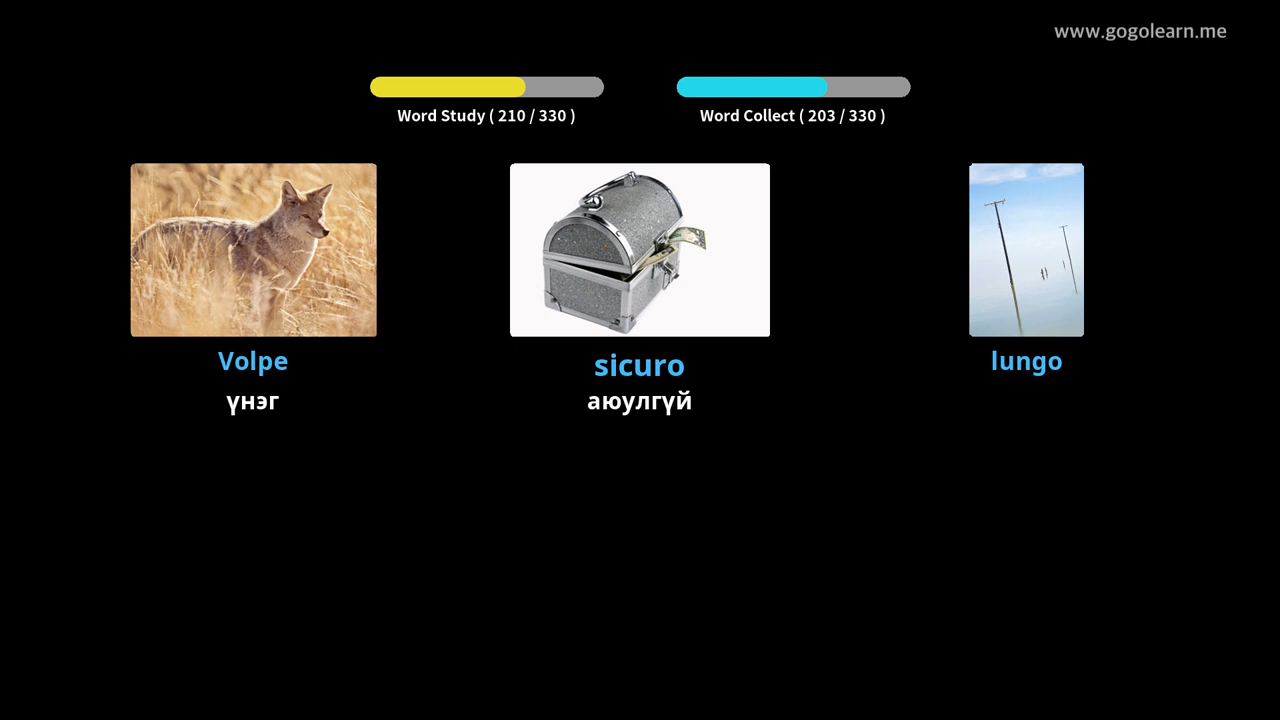 www.gogolearn.me
Word Study ( 210 / 330 )
Word Collect ( 203 / 330 )
Volpe
sicuro
lungo
үнэг
аюулгүй